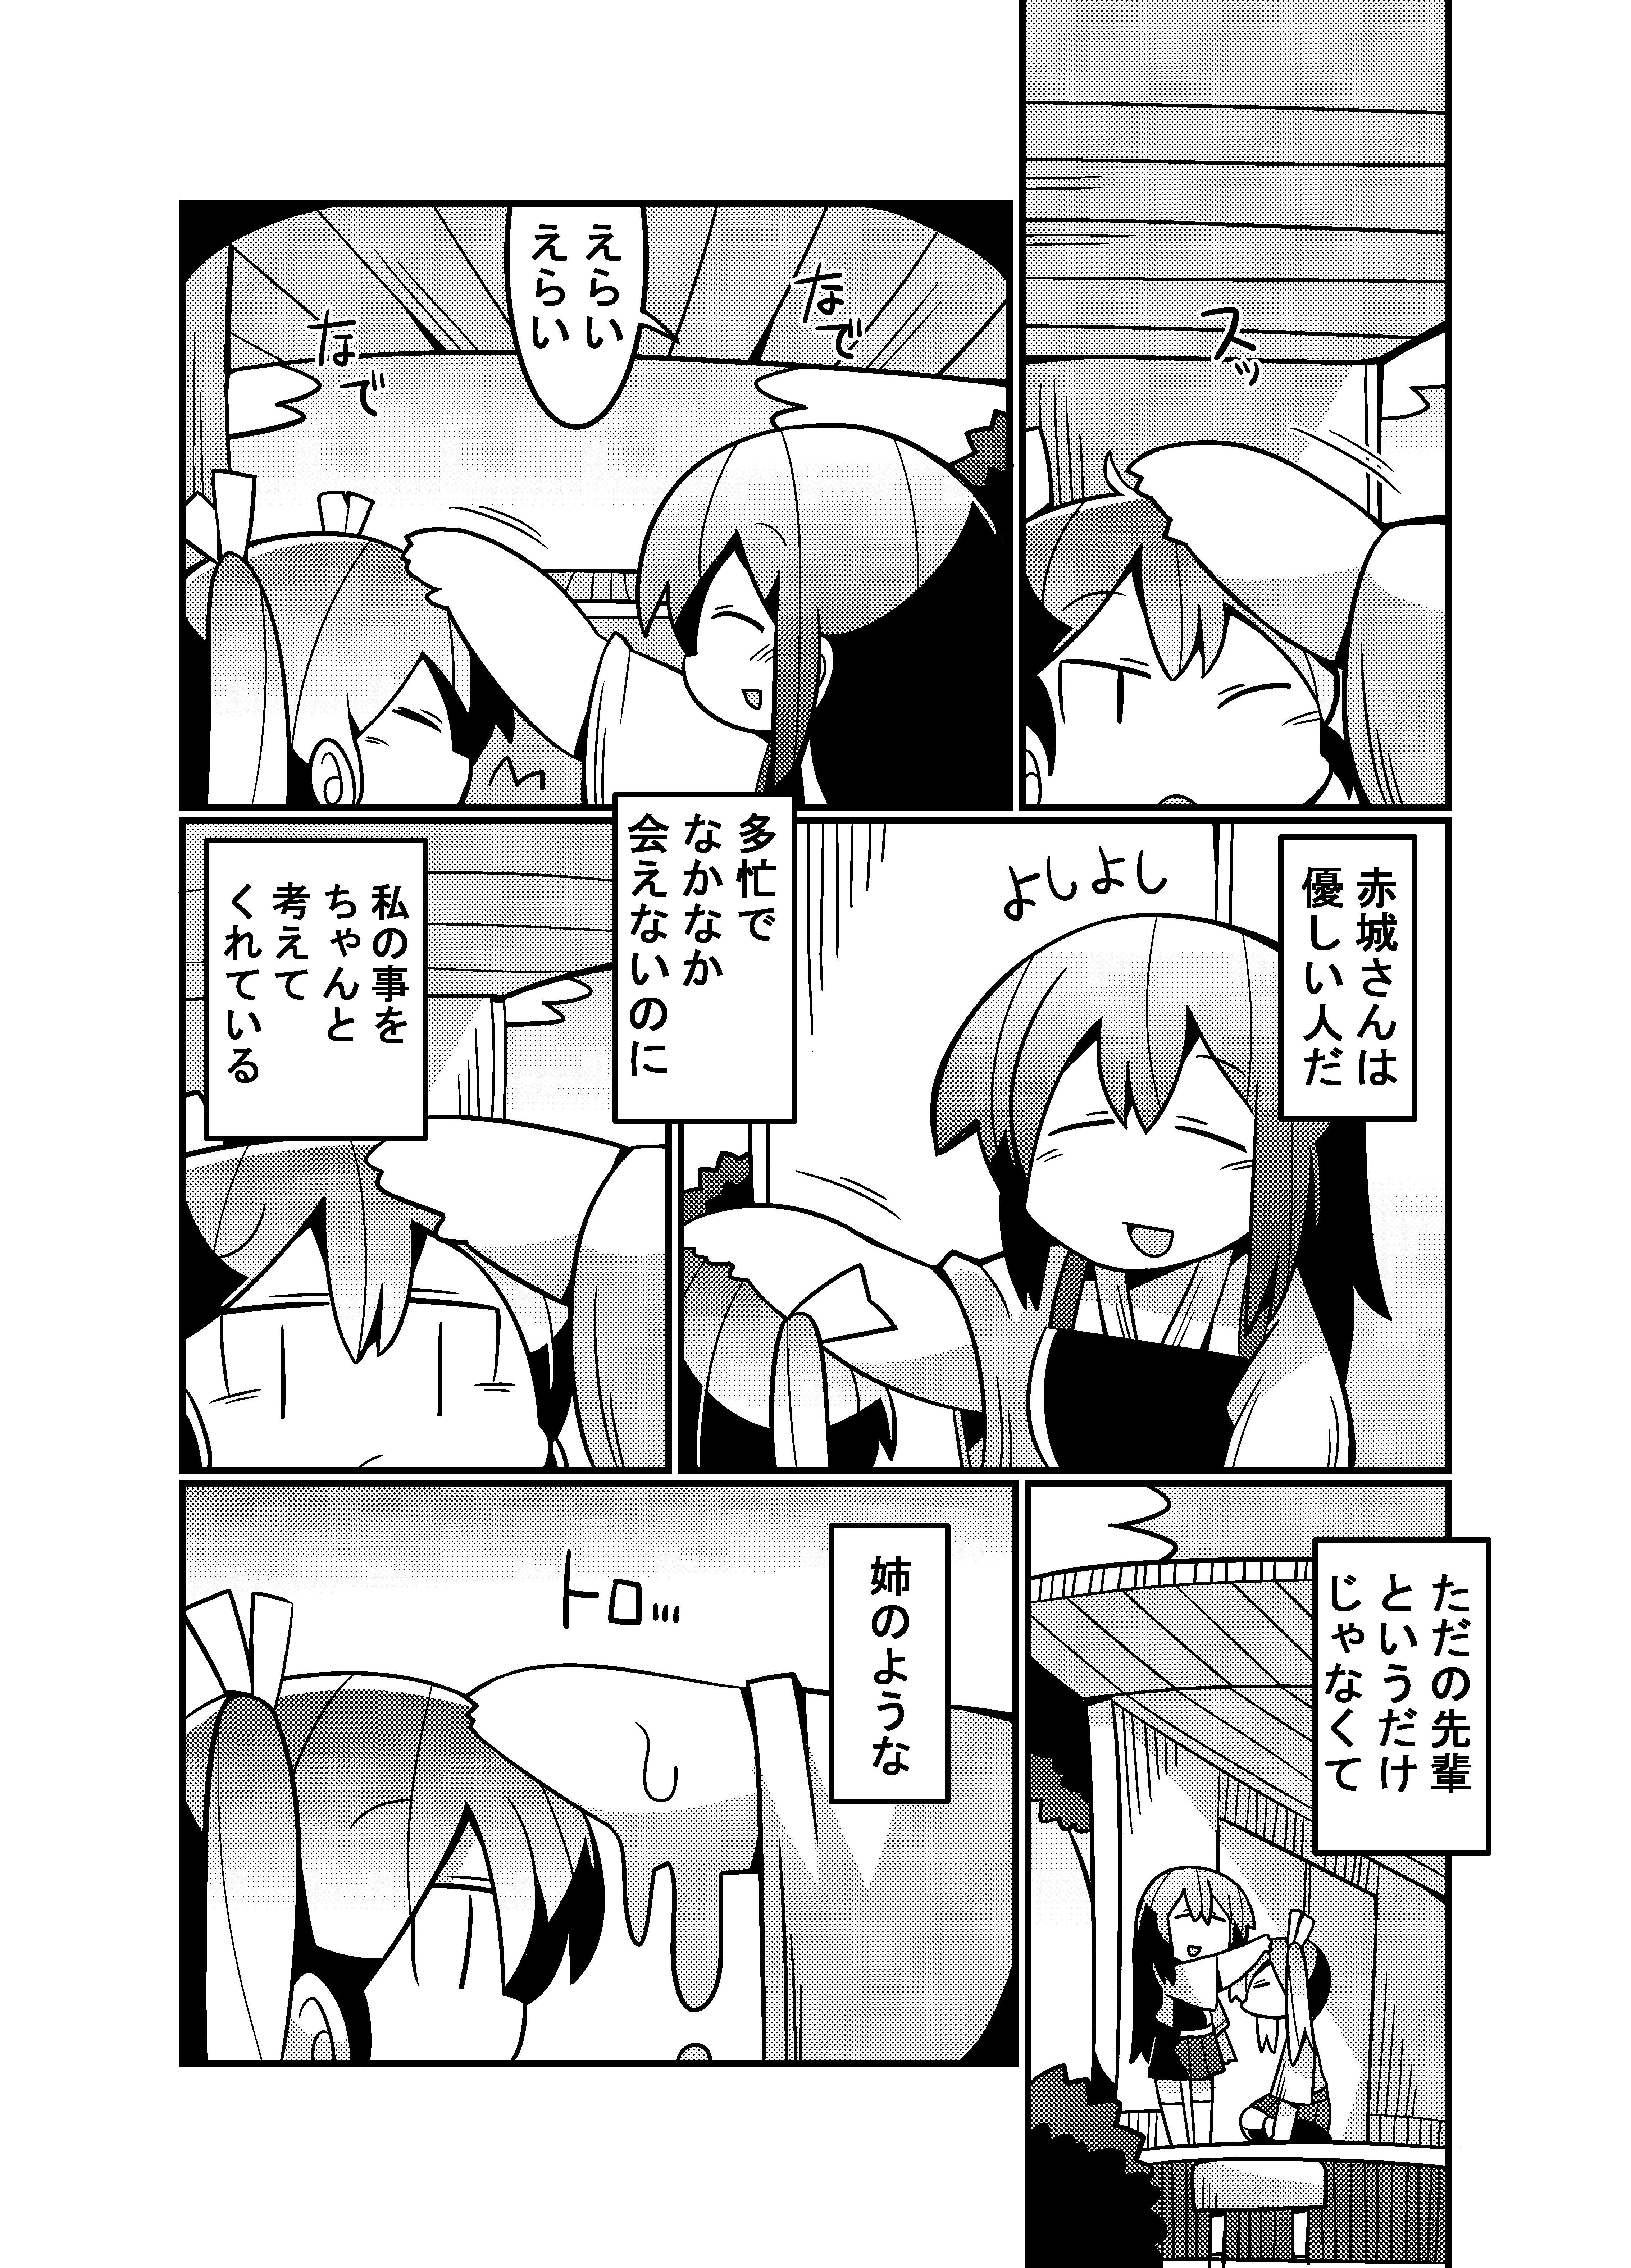 スッ
えらい
えらい
なで
なで
赤城さんは
優しい人だ
よしよし
多忙で
なかなか
会えないのに
私の事を
ちゃんと
考えて
くれている
ただの先輩
というだけ
じゃなくて
姉のような
トロ…